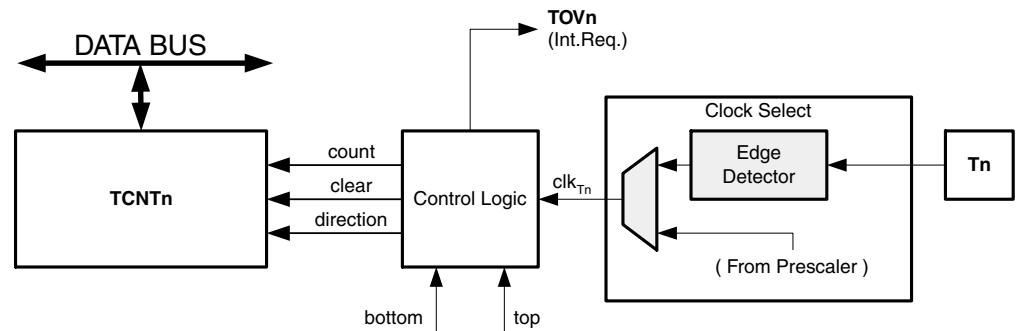 TOVn
(Int.Req.)
DATA BUS
Clock Select
count
Edge
Detector
Tn
TCNTn
clear
Control Logic
clkTn
direction
( From Prescaler )
bottom
top